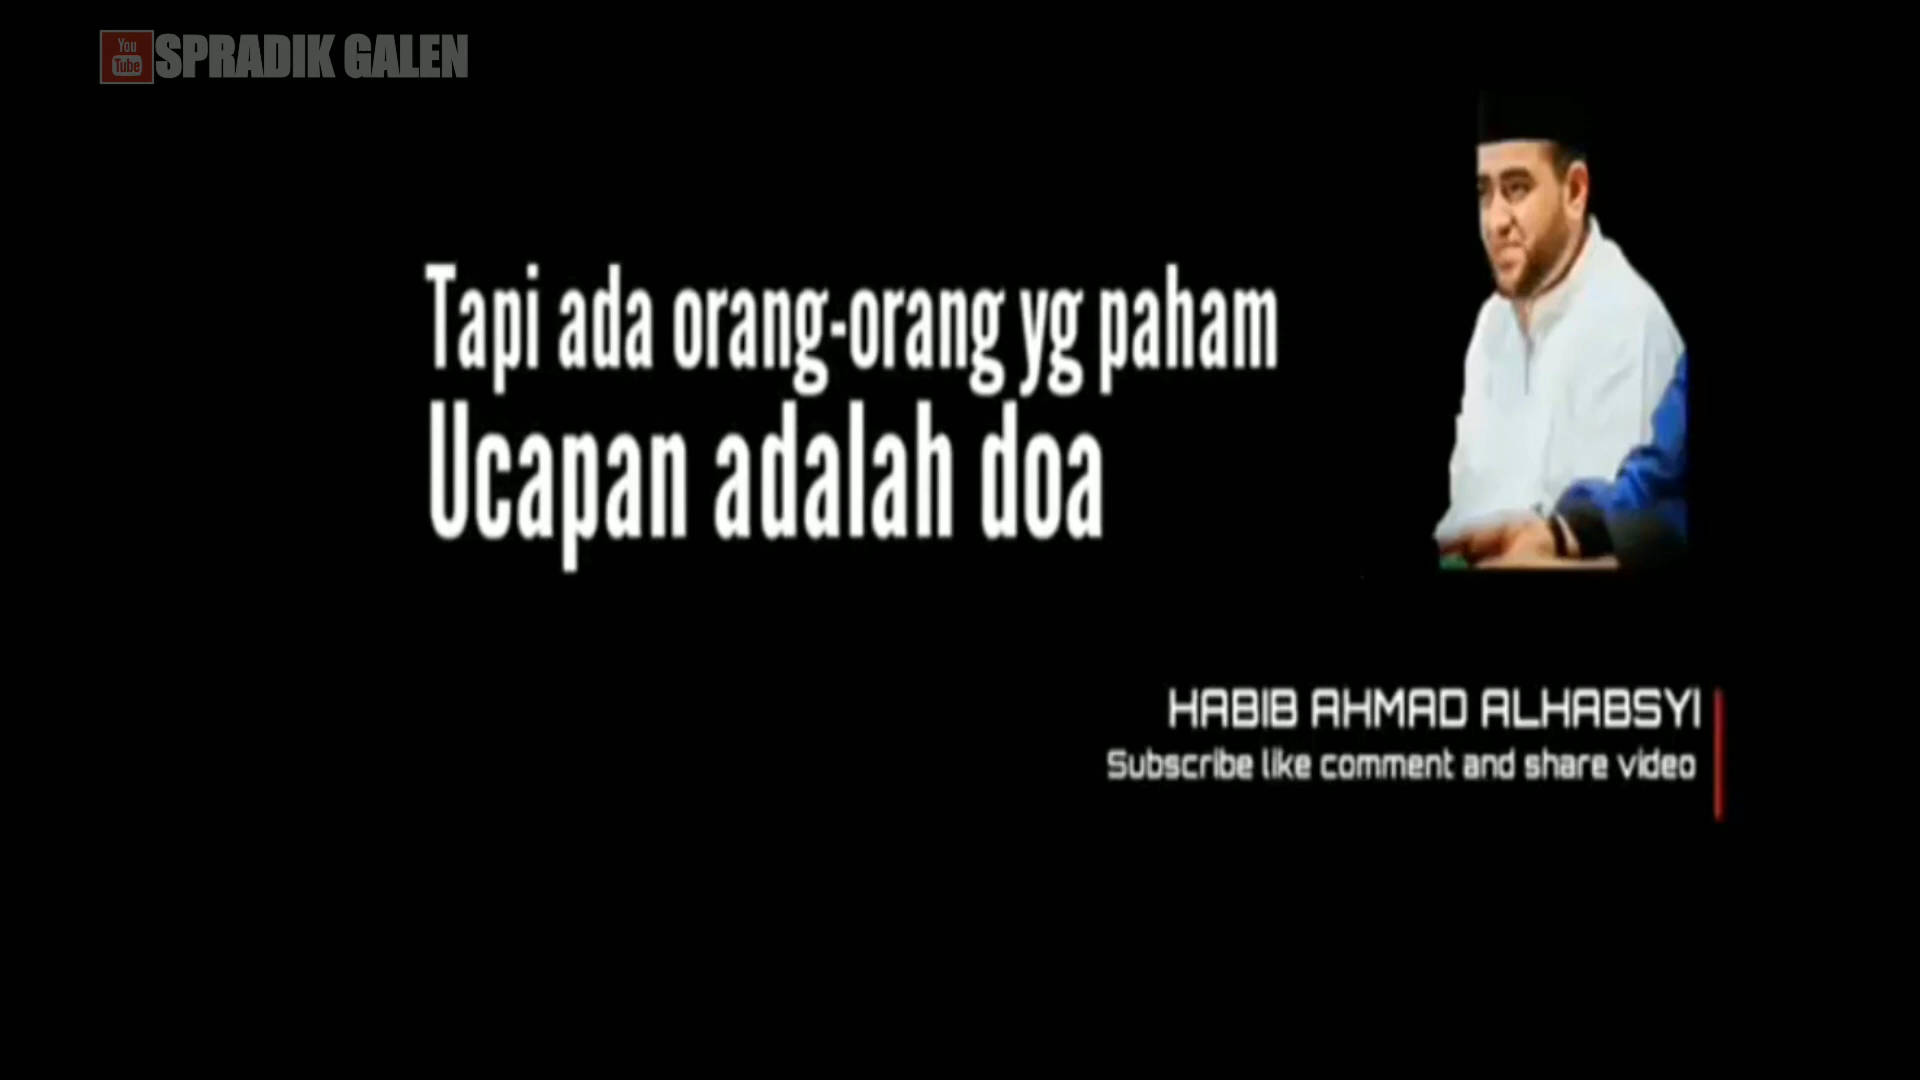 You
Tube
SPRADIK GALEN
Tapi ada orang-orang yg paham
Ucapan adalah doa
HABIB AHMAD ALHABSYI
Subscribe like comment and share video